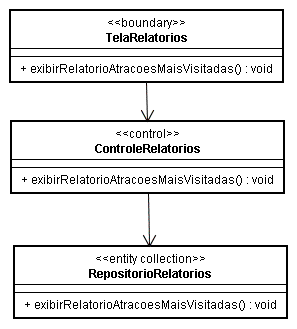 <<boundary>>
TelaRelatorios
+ exibirRelatorioAtracoesMaisVisitadas() : void
<<control>>
ControleRelatorios
+ exibirRelatorioAtracoesMaisVisitadas() : void
<<entity collection>>
RepositorioRelatorios
+ exibirRelatorioAtracoesMaisVisitadas() : void